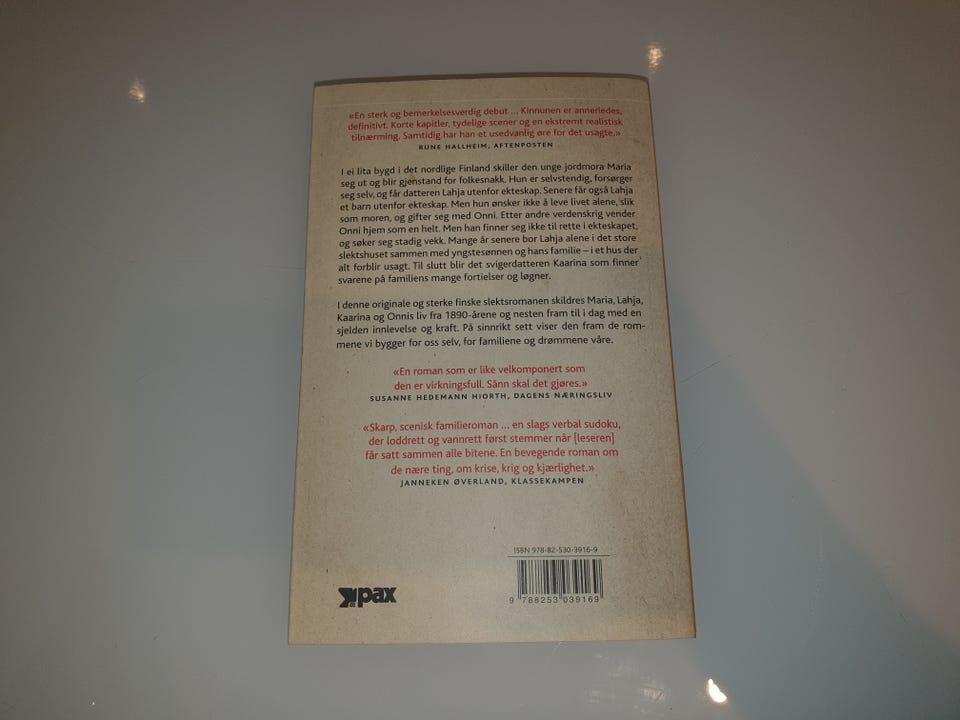 «En sterk og bemerkelsesverdig debut ... Kinnunen er annerledes,
definitivt. Korte kapitler, tydelige scener og en ekstremt realistisk
tilnærming. Samtidig har han et usedvanlig øre for det usagte.»
RUNE HALLHEIM, AFTENPOSTEN
I ei lita bygd i det nordlige Finland skiller den unge jordmora Maria
seg ut og blir gjenstand for folkesnakk. Hun er selvstendig, forsørger
seg selv, og får datteren Lahja utenfor ekteskap. Senere får også Lahja
et barn utenfor ekteskap. Men hun ønsker ikke å leve livet alene, slik
som moren, og gifter seg med Onni. Etter andre verdenskrig vender
Onni hjem som en helt. Men han finner seg ikke til rette i ekteskapet,
og søker seg stadig vekk. Mange år senere bor Lahja alene i det store
slektshuset sammen med yngstesønnen og hans familie – i et hus der
alt forblir usagt. Til slutt blir det svigerdatteren Kaarina som finner
svarene på familiens mange fortielser og løgner.
I denne originale og sterke finske slektsromanen skildres Maria, Lahja,
Kaarina og Onnis liv fra 1890-årene og nesten fram til i dag med en
sjelden innlevelse og kraft. På sinnrikt sett viser den fram de rom-
mene vi bygger for oss selv, for familiene og drømmene våre.
«En roman som er like velkomponert som
den er virkningsfull. Sånn skal det gjøres.»
SUSANNE HEDEMANN HIORTH, DAGENS NÆRINGSLIV
«Skarp, scenisk familieroman ... en slags verbal sudoku,
der loddrett og vannrett først stemmer når [leseren]
får satt sammen alle bitene. En bevegende roman om
de nære ting, om krise, krig og kjærlighet.»
JANNEKEN ØVERLAND, KLASSEKAMPEN
ISBN 978-82-530-3916-9
9 788253 039169
pax